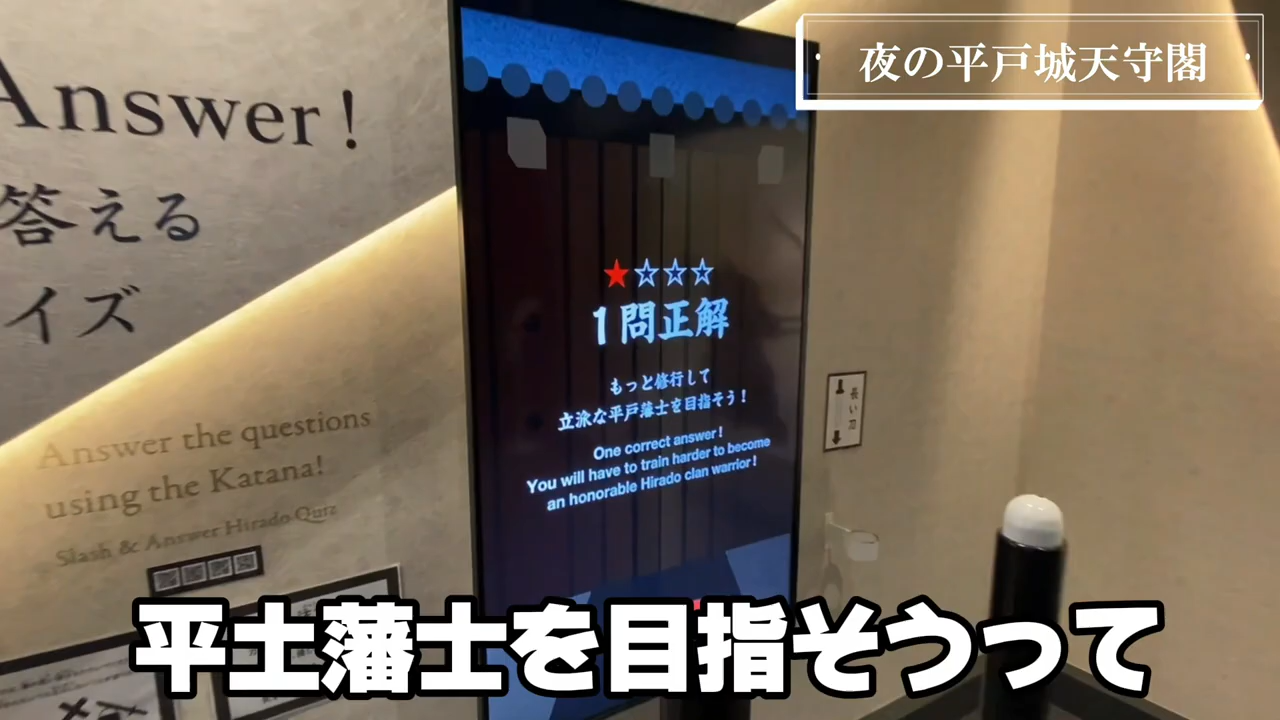 Answer!
答える
イズ
Answer the questions
using the Katana!
Slash & Answer Hirado Quiz
夜の平戸城天守閣
1問正解
もっと修行して
立派な平戸藩士を目指そう!
One correct answer!
You will have to train harder to become
an honorable Hirado clan warrior!
長い刀
平土藩士を目指そうって